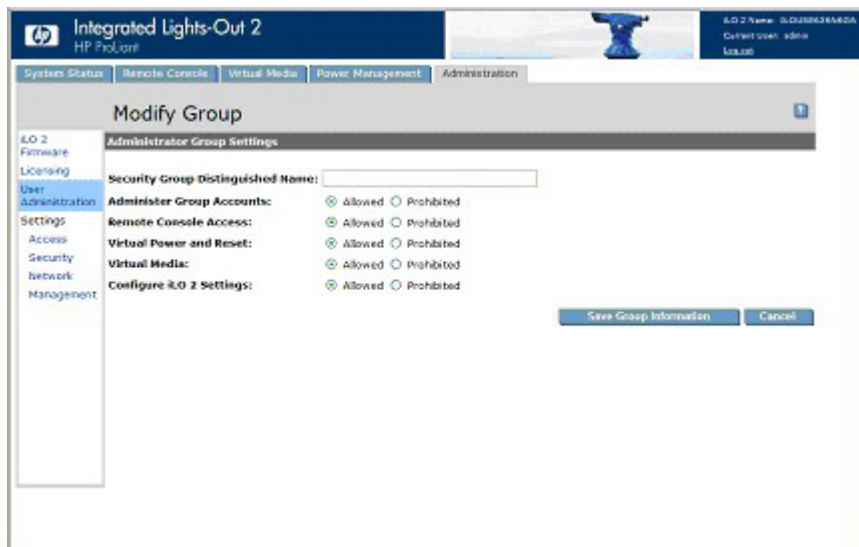 Integrated Lights-Out 2
HP ProLiant
iLO 2 Name:
Current User: admin
Log out
System Status
Remote Console
Virtual Media
Power Management
Administration
Modify Group
?
iLO 2
Firmware
Licensing
User
Administration
Settings
Access
Security
Network
Management
Administrator Group Settings
Security Group Distinguished Name:
Administer Group Accounts: Allowed Prohibited
Remote Console Access: Allowed Prohibited
Virtual Power and Reset: Allowed Prohibited
Virtual Media: Allowed Prohibited
Configure iLO 2 Settings: Allowed Prohibited
Save Group Information
Cancel